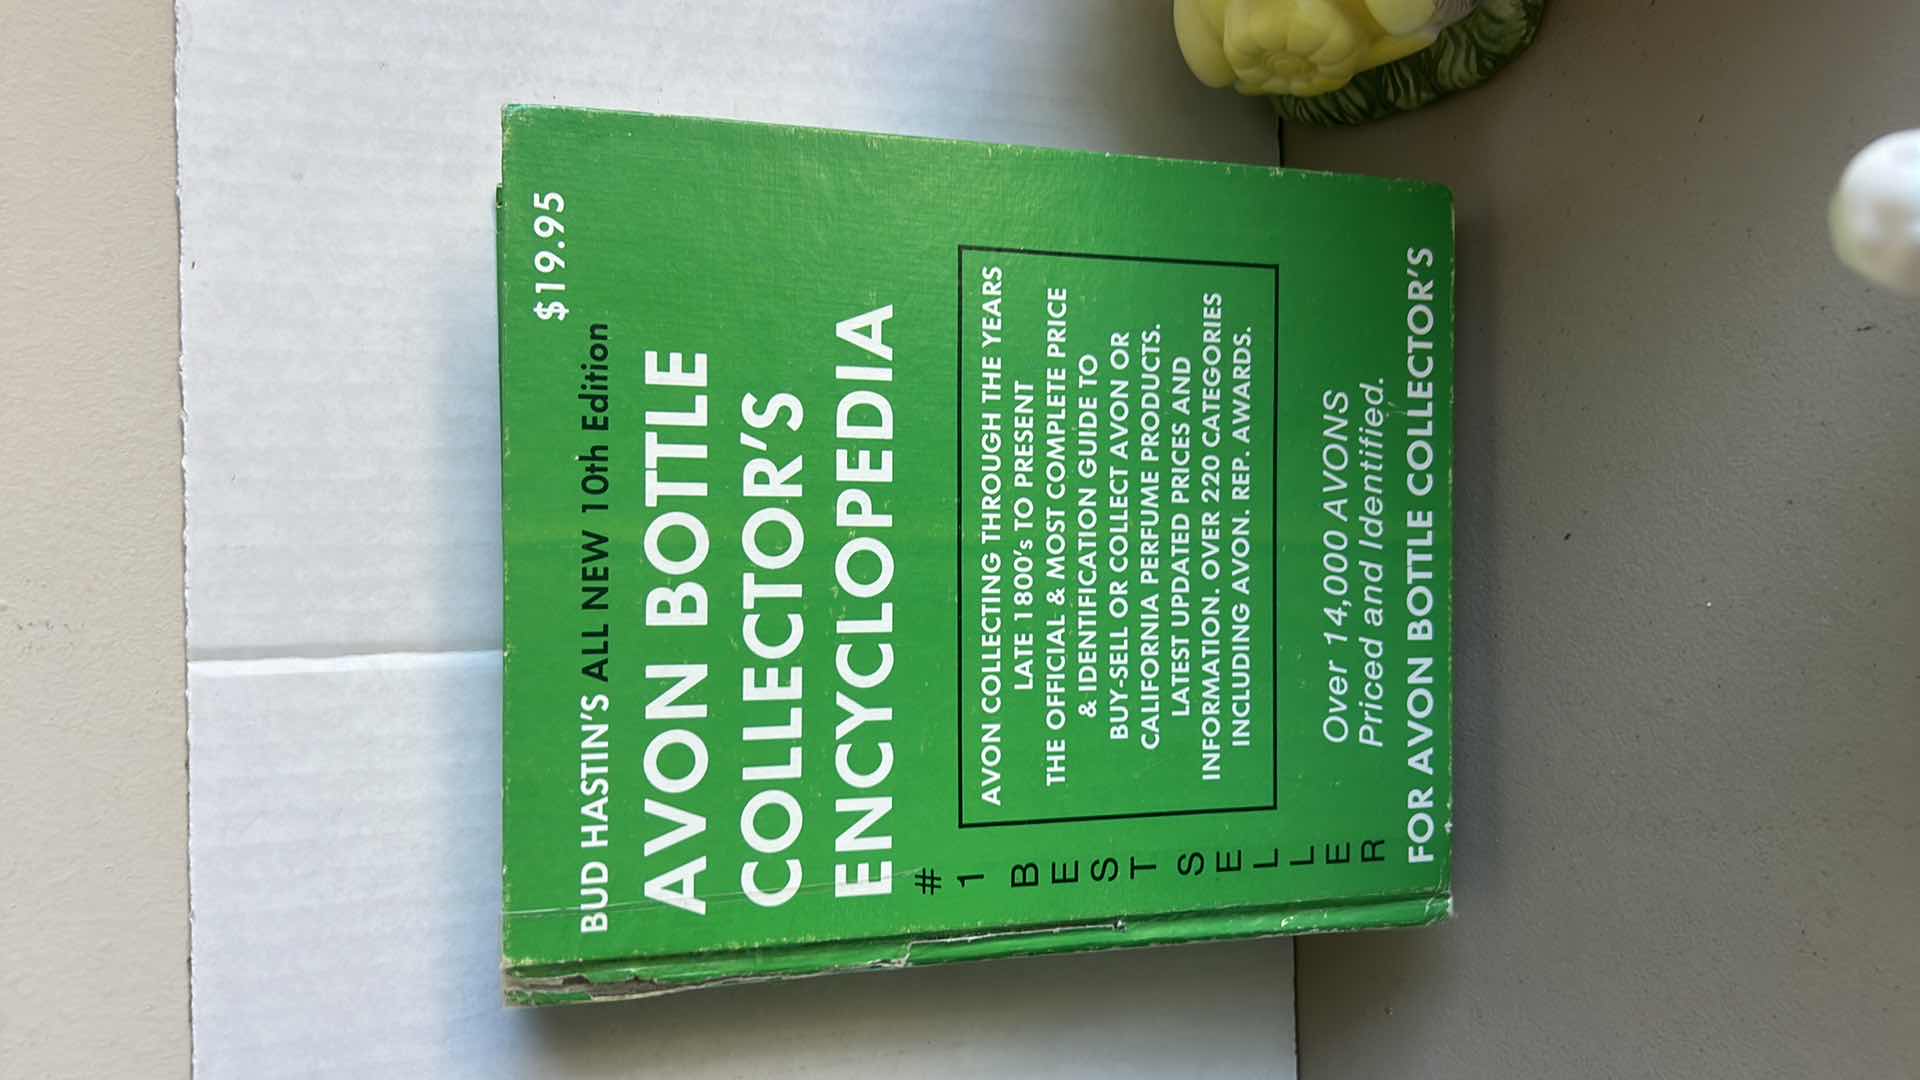 $19.95
BUD HASTIN'S ALL NEW 10th Edition
AVON BOTTLE
COLLECTOR'S
ENCYCLOPEDIA
AVON COLLECTING THROUGH THE YEARS
LATE 1800's TO PRESENT
THE OFFICIAL & MOST COMPLETE PRICE
& IDENTIFICATION GUIDE TO
BUY-SELL OR COLLECT AVON OR
CALIFORNIA PERFUME PRODUCTS.
LATEST UPDATED PRICES AND
INFORMATION. OVER 220 CATEGORIES
INCLUDING AVON. REP. AWARDS.
#1 BEST SELLER
Over 14,000 AVONS
Priced and Identified.
FOR AVON BOTTLE COLLECTOR'S